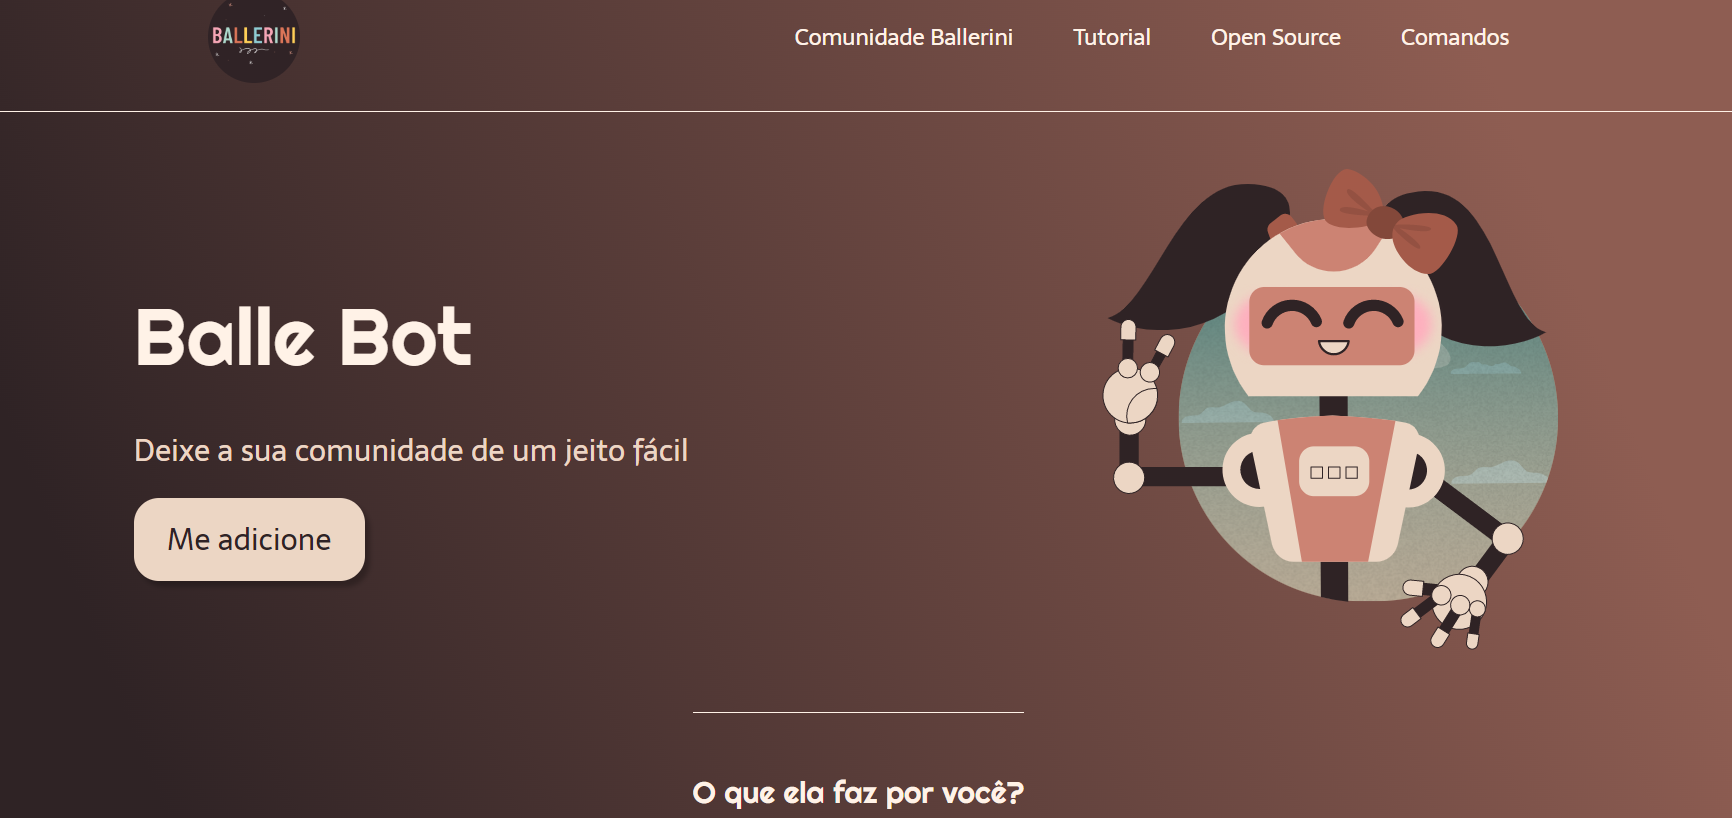 BALLERINI
Comunidade Ballerini
Tutorial
Open Source
Comandos
Balle Bot
Deixe a sua comunidade de um jeito fácil
Me adicione
O que ela faz por você?